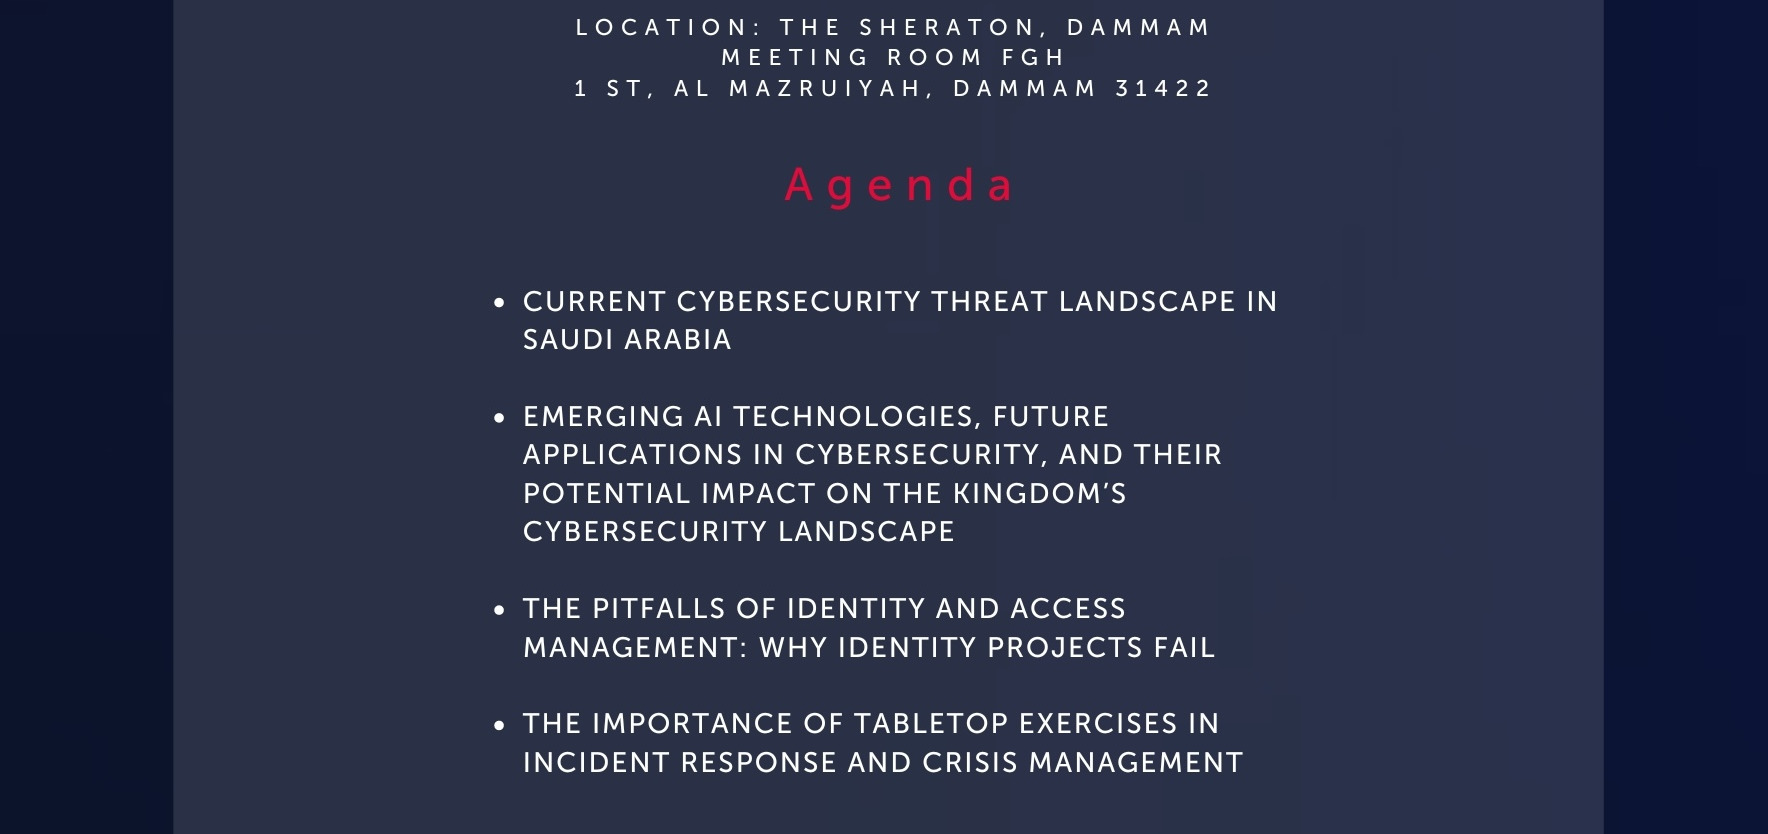 LOCATION: THE SHERATON, DAMMAM
MEETING ROOM FGH
1 ST, AL MAZRUIYAH, DAMMAM 31422
Agenda
• CURRENT CYBERSECURITY THREAT LANDSCAPE IN
SAUDI ARABIA
• EMERGING AI TECHNOLOGIES, FUTURE
APPLICATIONS IN CYBERSECURITY, AND THEIR
POTENTIAL IMPACT ON THE KINGDOM’S
CYBERSECURITY LANDSCAPE
• THE PITFALLS OF IDENTITY AND ACCESS
MANAGEMENT: WHY IDENTITY PROJECTS FAIL
• THE IMPORTANCE OF TABLETOP EXERCISES IN
INCIDENT RESPONSE AND CRISIS MANAGEMENT